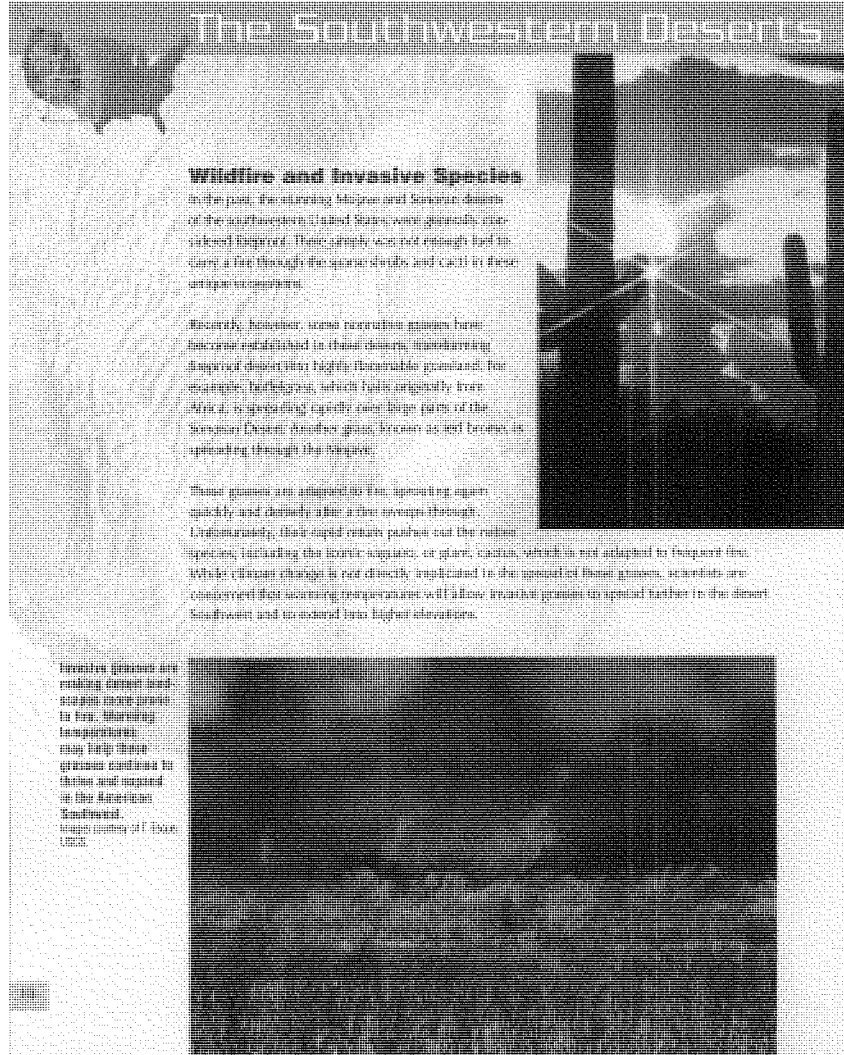 The Southwestern Deserts
Wildfire and Invasive Species
In the past, the stunning Mojave and Sonoran deserts
of the southwestern United States were generally con-
sidered fireproof. There simply was not enough fuel to
carry a fire through the sparse shrubs and cacti in these
unique ecosystems.
Recently, however, some nonnative grasses have
become established in these deserts, transforming
fireproof desert into highly flammable grassland. For
example, buffelgrass, which hails originally from
Africa, is spreading rapidly over large parts of the
Sonoran Desert. Another grass, known as red brome, is
spreading through the Mojave.
These grasses are adapted to fire, spreading again
quickly and densely after a fire sweeps through.
Unfortunately, their rapid return pushes out the native
species, including the iconic saguaro, or giant, cactus, which is not adapted to frequent fire.
While climate change is not directly implicated in the spread of these grasses, scientists are
concerned that warming temperatures will allow invasive grasses to spread farther in the desert
Southwest and to extend into higher elevations.
Invasive grasses are
making desert land-
scapes more prone
to fire. Warming
temperatures
may help these
grasses continue to
thrive and expand
in the American
Southwest.
Image courtesy of T. Esque,
USGS.